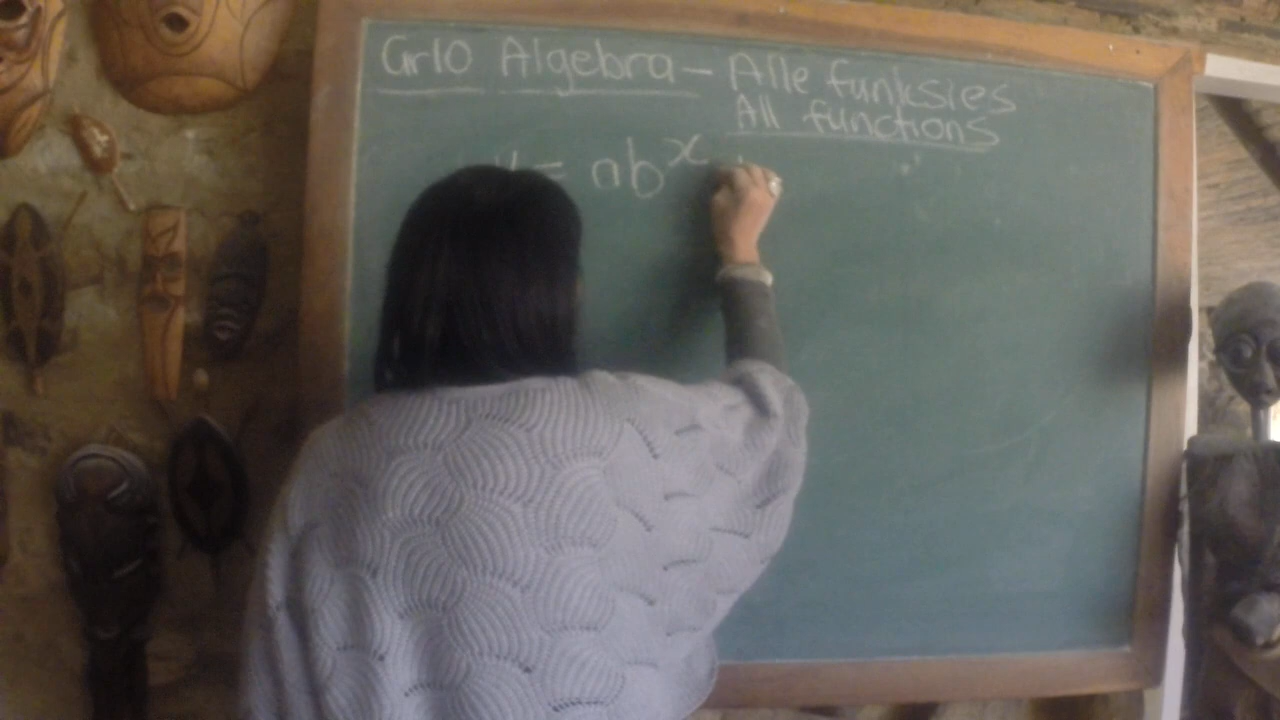 Gr10 Algebra – Alle funksies
All functions
y = ab^x